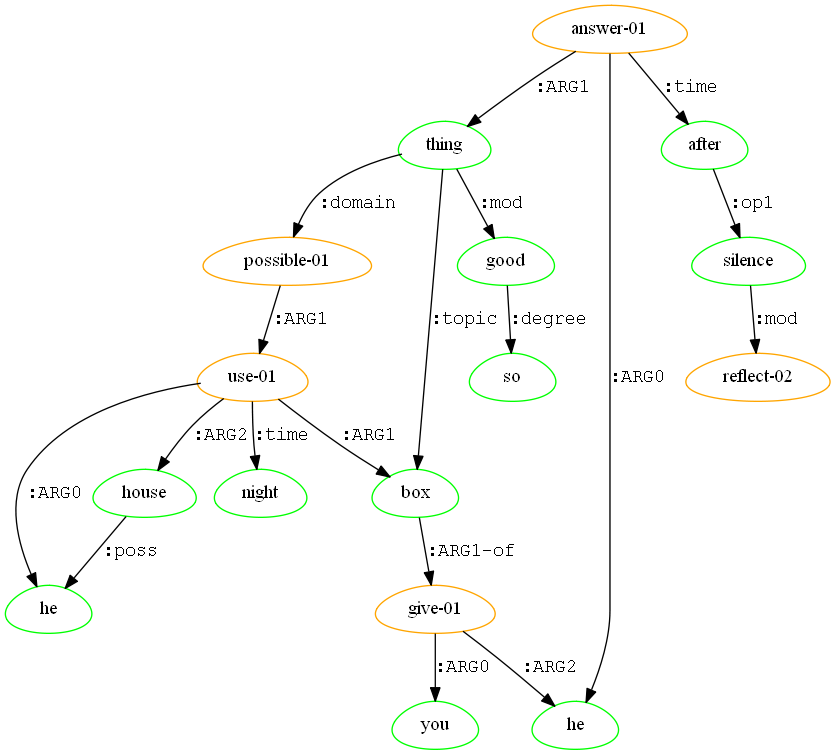 answer-01
:ARG1
:time
thing
after
:domain
:mod
:op1
possible-01
good
silence
:ARG1
:topic
:degree
:mod
use-01
so
:ARG0
reflect-02
:ARG2
:time
:ARG1
house
night
box
:ARG0
:poss
:ARG1-of
he
give-01
:ARG0
:ARG2
you
he